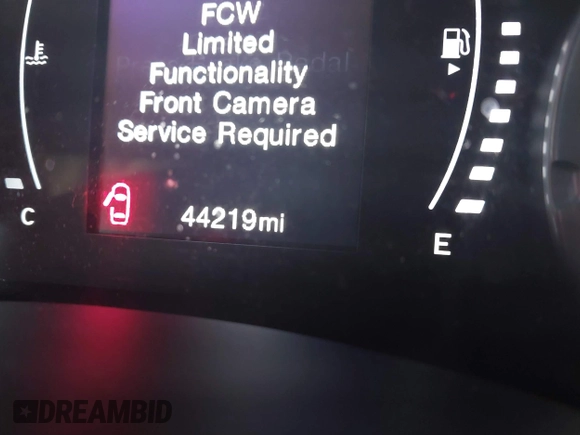 FCW
Limited
Functionality
Front Camera
Service Required
44219mi
C
E
DREAMBID